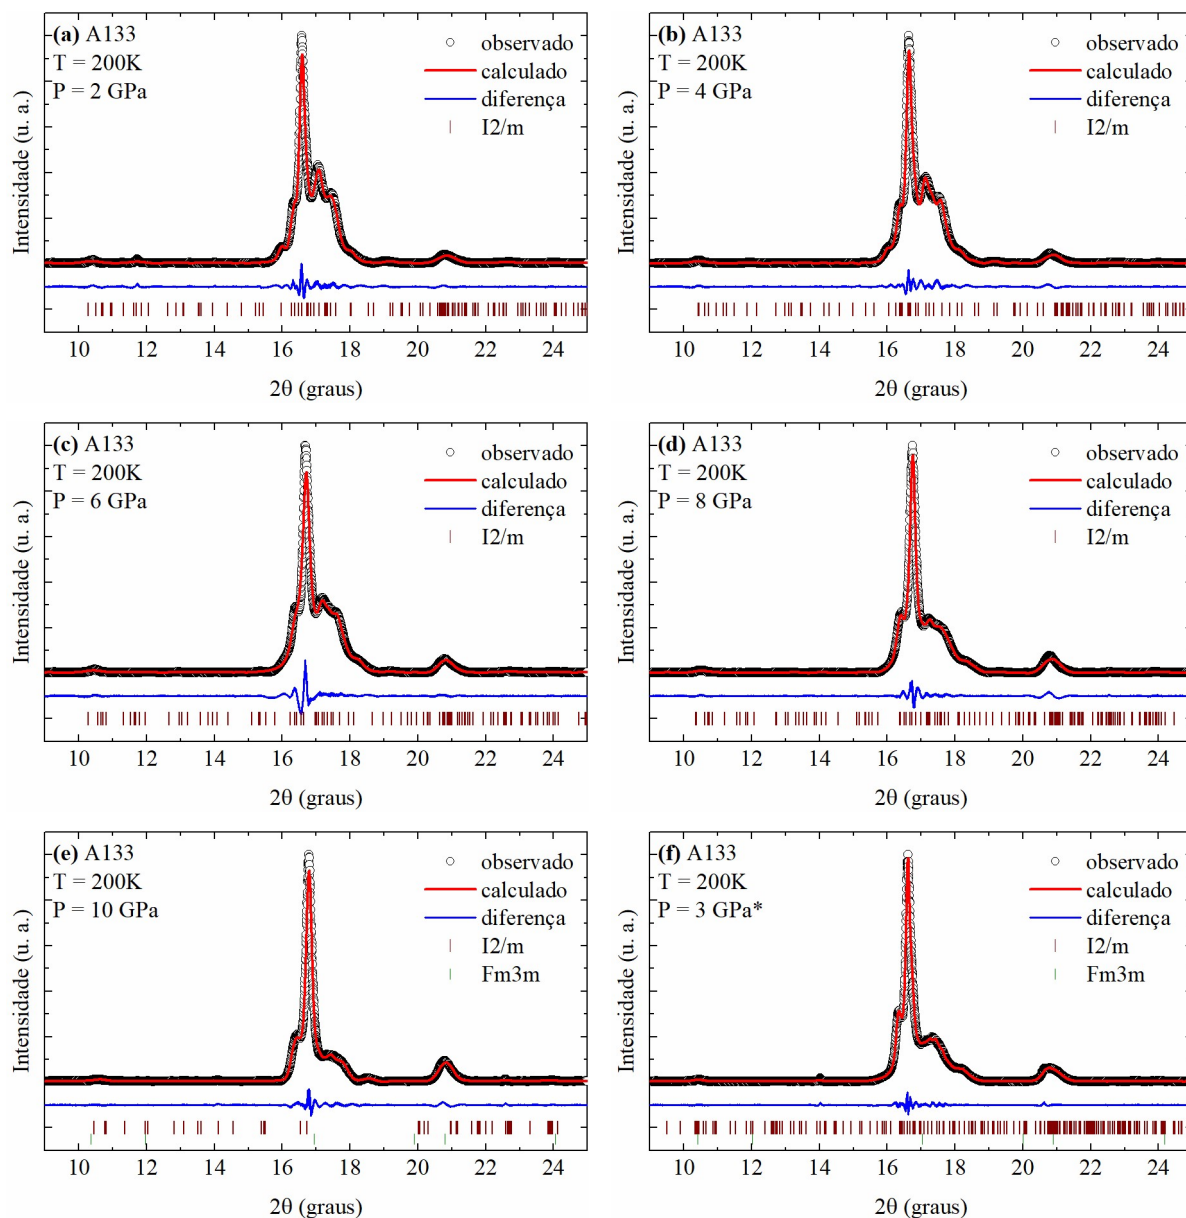 (a) A133
T = 200K
P = 2 GPa
observado
calculado
diferença
I2/m
Intensidade (u. a.)
10 12 14 16 18 20 22 24
2θ (graus)
(b) A133
T = 200K
P = 4 GPa
observado
calculado
diferença
I2/m
Intensidade (u. a.)
10 12 14 16 18 20 22 24
2θ (graus)
(c) A133
T = 200K
P = 6 GPa
observado
calculado
diferença
I2/m
Intensidade (u. a.)
10 12 14 16 18 20 22 24
2θ (graus)
(d) A133
T = 200K
P = 8 GPa
observado
calculado
diferença
I2/m
Intensidade (u. a.)
10 12 14 16 18 20 22 24
2θ (graus)
(e) A133
T = 200K
P = 10 GPa
observado
calculado
diferença
I2/m
Fm3m
Intensidade (u. a.)
10 12 14 16 18 20 22 24
2θ (graus)
(f) A133
T = 200K
P = 3 GPa*
observado
calculado
diferença
I2/m
Fm3m
Intensidade (u. a.)
10 12 14 16 18 20 22 24
2θ (graus)